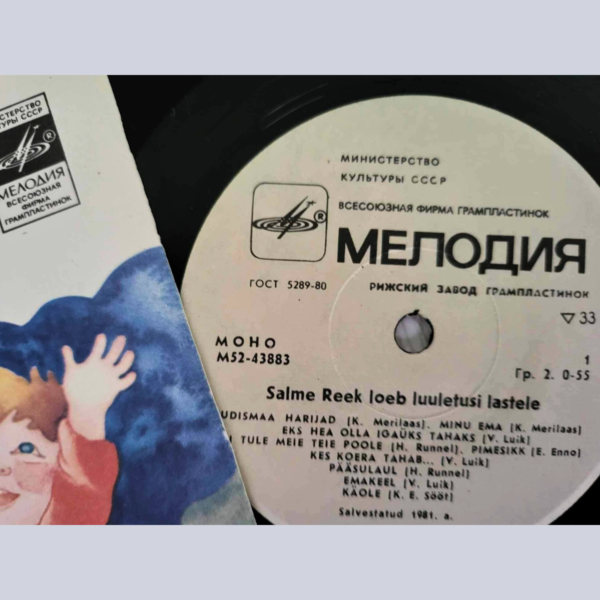 МИНИСТЕРСТВО
КУЛЬТУРЫ СССР
ВСЕСОЮЗНАЯ ФИРМА ГРАМПЛАСТИНОК
®
МЕЛОДИЯ
ГОСТ 5289-80
РИЖСКИЙ ЗАВОД ГРАМПЛАСТИНОК
▽ 33
МОНО
М52-43883
1
Гр. 2. 0-55
Salme Reek loeb luuletusi lastele
UDISMAA HARIJAD (K. Merilaas). MINU EMA (K. Merilaas)
EKS HEA OLLA IGAÜKS TAHAKS (V. Luik)
I TULE MEIE TEIE POOLE (H. Runnel). PIMESIKK (E. Enno)
KES KOERA TAHAB... (V. Luik)
PÄÄSULAUL (H. Runnel)
EMAKEEL (V. Luik)
KÄOLE (K. E. Sööt)
Salvestatud 1981. a.
СТЕРСТВО
ТУРЫ СССР
®
МЕЛОДИЯ
ВСЕСОЮЗНАЯ
ФИРМА
ГРАМПЛАСТИНОК